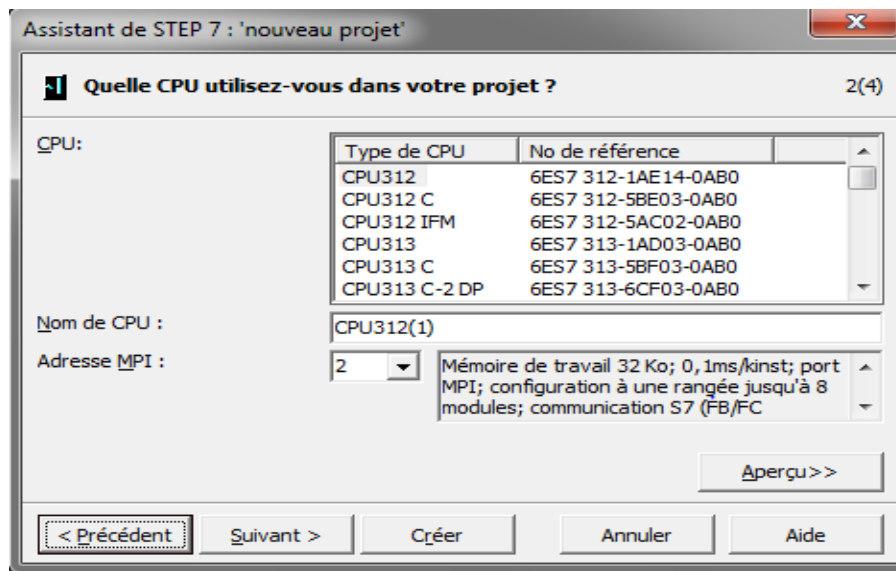 Assistant de STEP 7 : 'nouveau projet'
Quelle CPU utilisez-vous dans votre projet ? 2(4)
CPU:
Type de CPU No de référence
CPU312 6ES7 312-1AE14-0AB0
CPU312 C 6ES7 312-5BE03-0AB0
CPU312 IFM 6ES7 312-5AC02-0AB0
CPU313 6ES7 313-1AD03-0AB0
CPU313 C 6ES7 313-5BF03-0AB0
CPU313 C-2 DP 6ES7 313-6CF03-0AB0
Nom de CPU : CPU312(1)
Adresse MPI : 2
Mémoire de travail 32 Ko; 0,1ms/kinst; port
MPI; configuration à une rangée jusqu'à 8
modules; communication S7 (FB/FC
Aperçu>>
< Précédent Suivant > Créer Annuler Aide